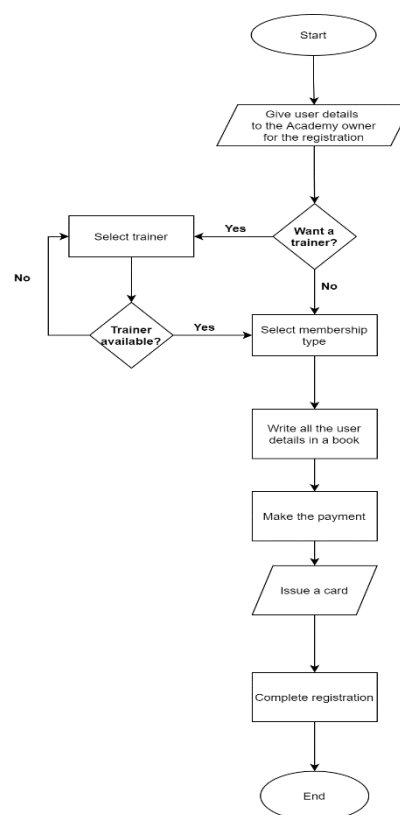 Start
Give user details
to the Academy owner
for the registration
Want a
trainer?
Yes
Select trainer
No
No
Trainer
available?
Yes
Select membership
type
Write all the user
details in a book
Make the payment
Issue a card
Complete registration
End